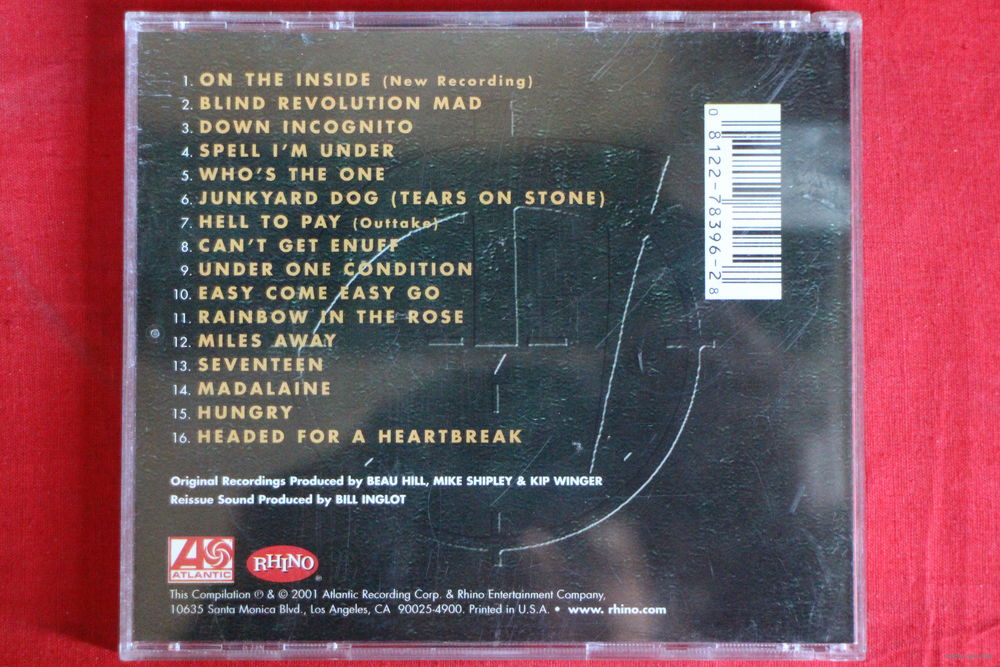 1. ON THE INSIDE (New Recording)
2. BLIND REVOLUTION MAD
3. DOWN INCOGNITO
4. SPELL I'M UNDER
5. WHO'S THE ONE
6. JUNKYARD DOG (TEARS ON STONE)
7. HELL TO PAY (Outtake)
8. CAN'T GET ENUFF
9. UNDER ONE CONDITION
10. EASY COME EASY GO
11. RAINBOW IN THE ROSE
12. MILES AWAY
13. SEVENTEEN
14. MADALAINE
15. HUNGRY
16. HEADED FOR A HEARTBREAK
0 8122-78396-2 8
Original Recordings Produced by BEAU HILL, MIKE SHIPLEY & KIP WINGER
Reissue Sound Produced by BILL INGLOT
ATLANTIC
RHINO ®
This Compilation ℗ & © 2001 Atlantic Recording Corp. & Rhino Entertainment Company,
10635 Santa Monica Blvd., Los Angeles, CA 90025-4900. Printed in U.S.A. • www.rhino.com